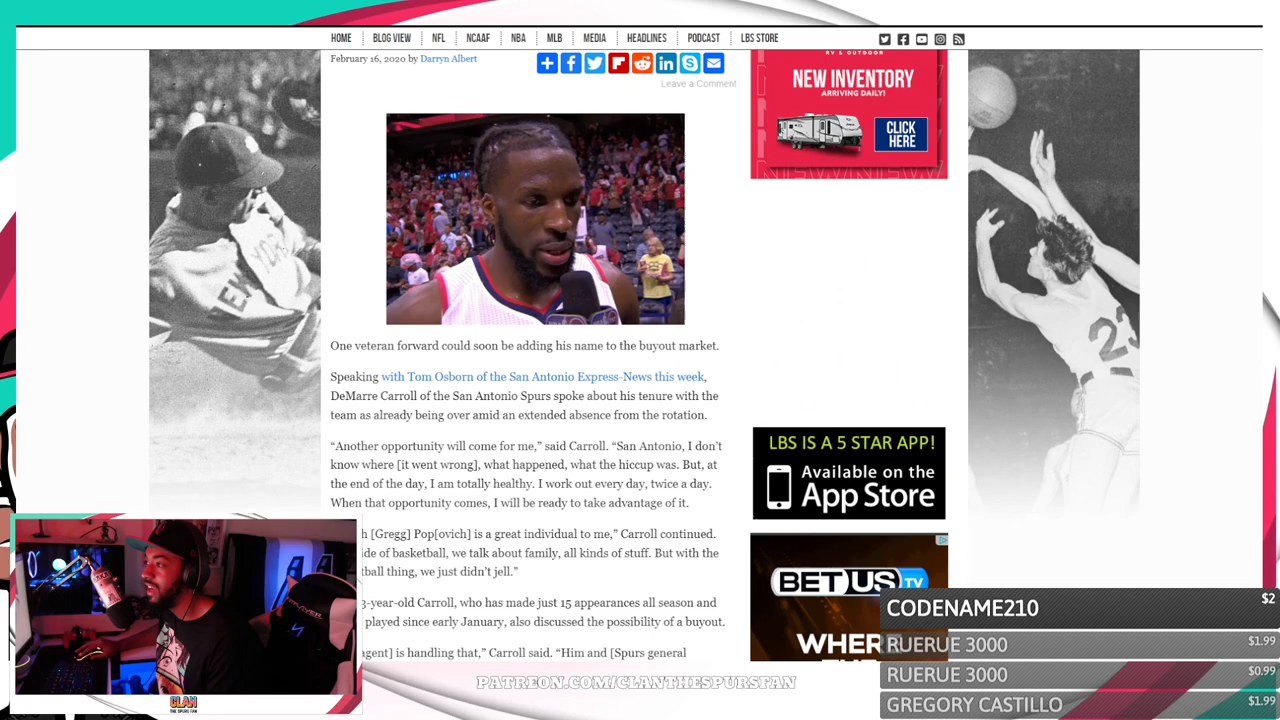 HOME BLOG VIEW NFL NCAAF NBA MLB MEDIA HEADLINES PODCAST LBS STORE
February 16, 2020 by Darryn Albert
Leave a Comment
RV & OUTDOOR
NEW INVENTORY
ARRIVING DAILY!
CLICK
HERE
One veteran forward could soon be adding his name to the buyout market.
Speaking with Tom Osborn of the San Antonio Express-News this week,
DeMarre Carroll of the San Antonio Spurs spoke about his tenure with the
team as already being over amid an extended absence from the rotation.
“Another opportunity will come for me,” said Carroll. “San Antonio, I don't
know where [it went wrong], what happened, what the hiccup was. But, at
the end of the day, I am totally healthy. I work out every day, twice a day.
When that opportunity comes, I will be ready to take advantage of it.
h [Gregg] Pop[ovich] is a great individual to me,” Carroll continued.
ide of basketball, we talk about family, all kinds of stuff. But with the
tball thing, we just didn't jell.”
3-year-old Carroll, who has made just 15 appearances all season and
played since early January, also discussed the possibility of a buyout.
gent] is handling that,” Carroll said. “Him and [Spurs general
LBS IS A 5 STAR APP!
Available on the
App Store
BETUS TV
WHERE
CODENAME210 $2
RUERUE 3000 $1.99
RUERUE 3000 $0.99
GREGORY CASTILLO $1.99
PATREON.COM/CLANTHESPURSFAN
CLAN
THE SPURS FAN